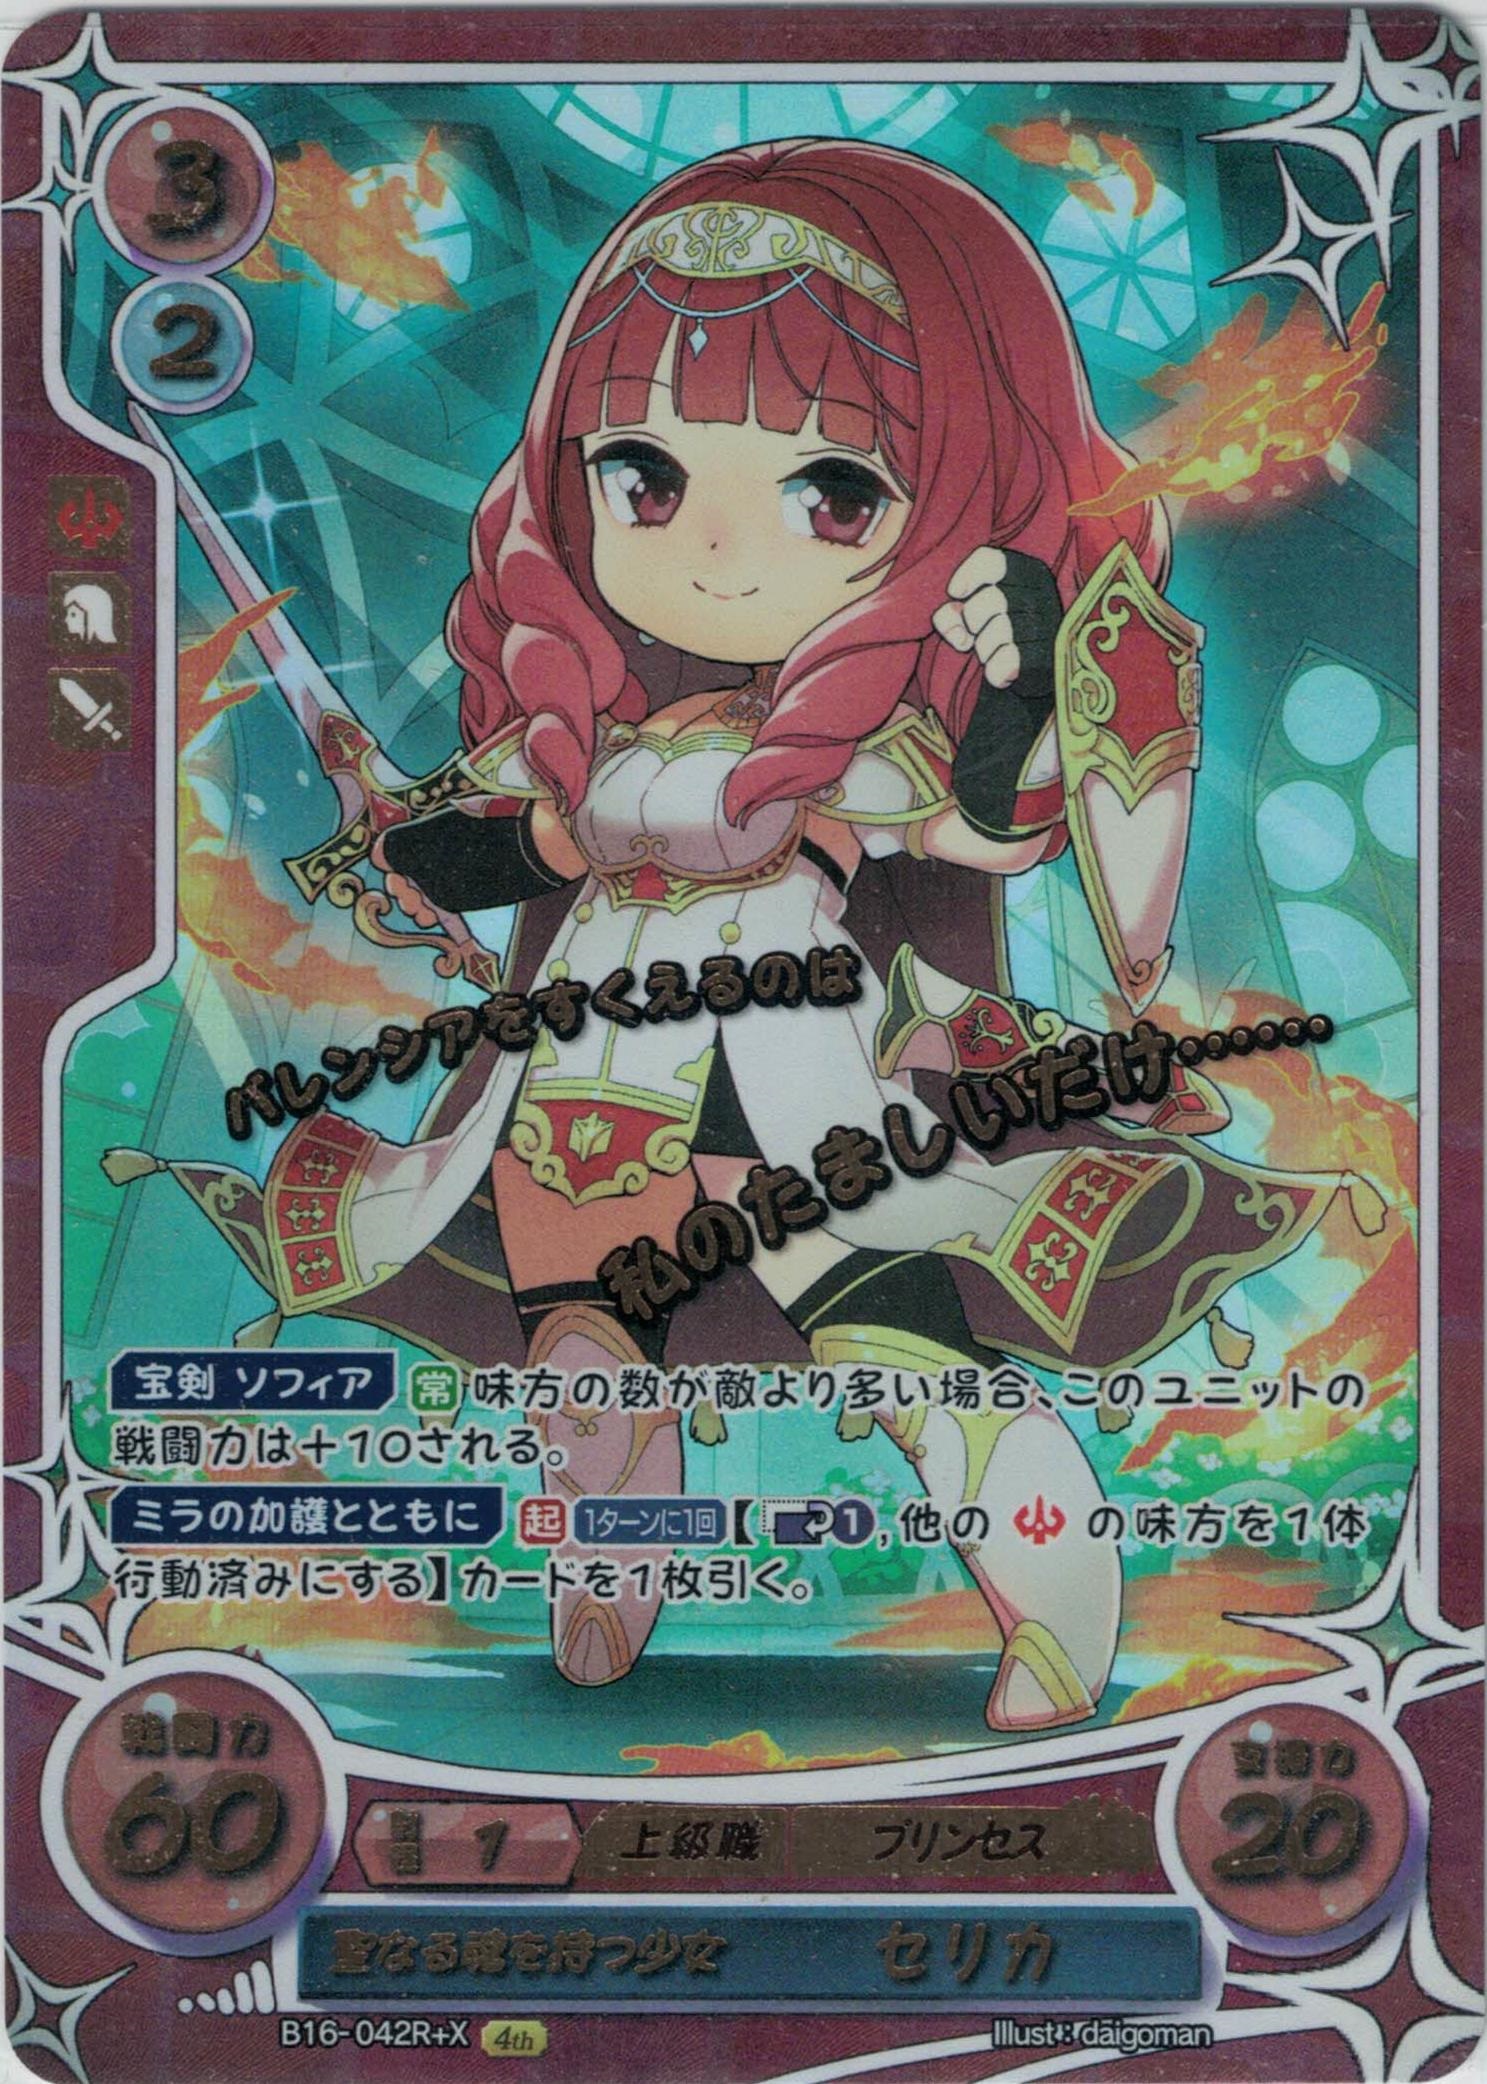 3
2
バレンシアをすくえるのは
私のたましいだけ……
宝剣 ソフィア 常 味方の数が敵より多い場合、このユニットの
戦闘力は＋10される。
ミラの加護とともに 起 1ターンに1回 【 1,他の の味方を1体
行動済みにする】カードを1枚引く。
戦闘力
60
射程 1 上級職 プリンセス
支援力
20
聖なる魂を持つ少女 セリカ
B16-042R+X 4th Illust: daigoman